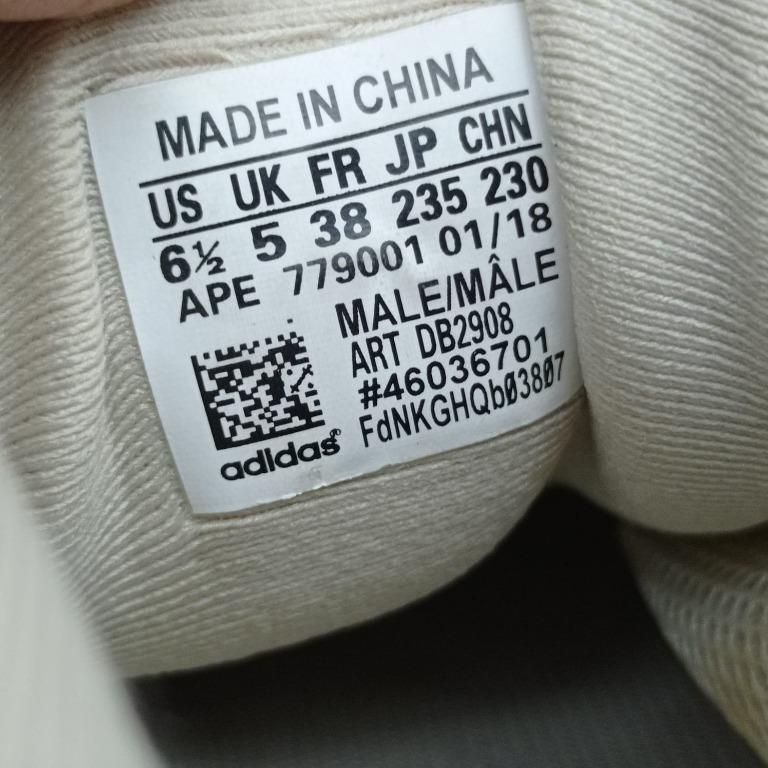 MADE IN CHINA
US UK FR JP CHN
6½ 5 38 235 230
APE 779001 01/18
MALE/MÂLE
ART DB2908
#46036701
FdNKGHQbØ38Ø7
adidas®